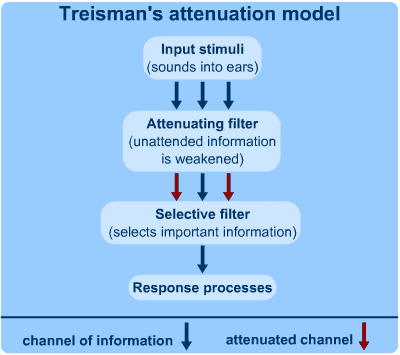 Treisman's attenuation model
Input stimuli
(sounds into ears)
Attenuating filter
(unattended information
is weakened)
Selective filter
(selects important information)
Response processes
channel of information
attenuated channel